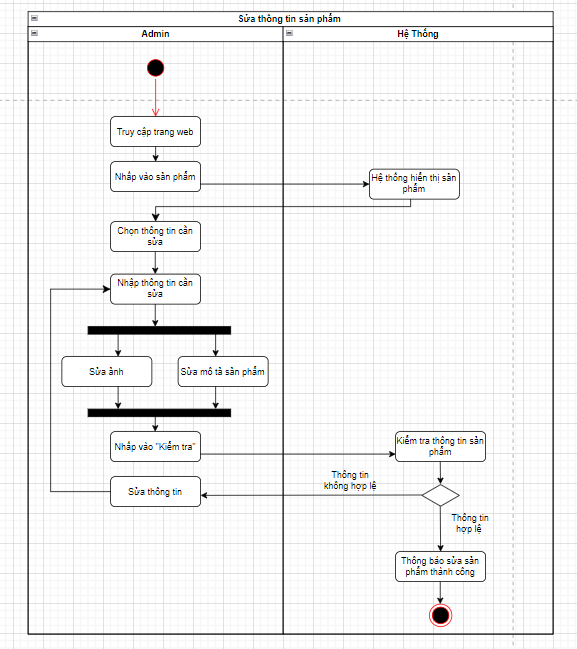 Sửa thông tin sản phẩm
Admin
Hệ Thống
Truy cập trang web
Nhấp vào sản phẩm
Hệ thống hiển thị sản
phẩm
Chọn thông tin cần
sửa
Nhập thông tin cần
sửa
Sửa ảnh
Sửa mô tả sản phẩm
Nhấp vào "Kiểm tra"
Kiểm tra thông tin sản
phẩm
Thông tin
không hợp lệ
Sửa thông tin
Thông tin
hợp lệ
Thông báo sửa sản
phẩm thành công